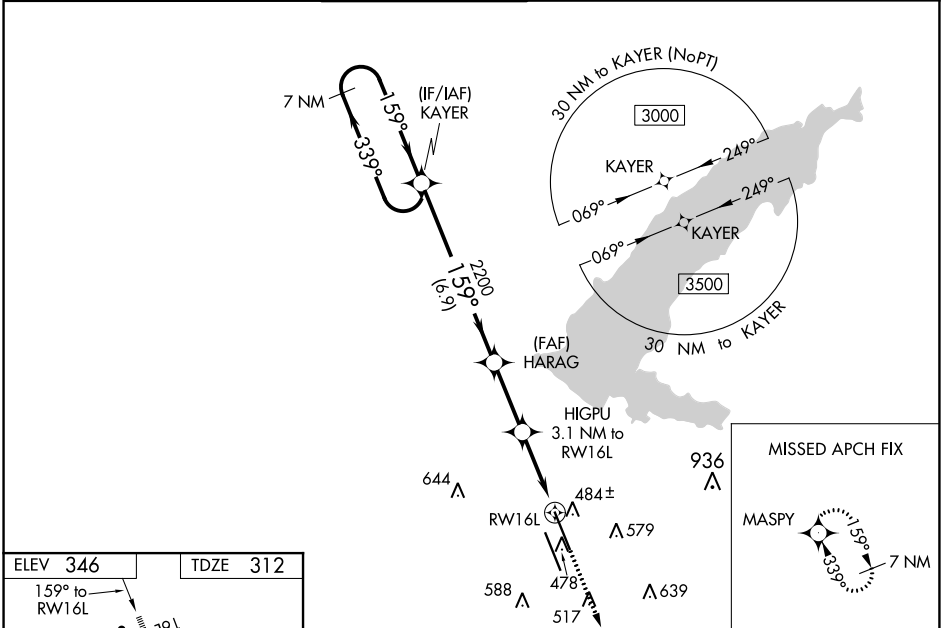 7 NM
159°
339°
(IF/IAF)
KAYER
30 NM to KAYER (NoPT)
3000
KAYER
249°
069°
249°
KAYER
069°
3500
30 NM to KAYER
2200
159°
(6.9)
(FAF)
HARAG
HIGPU
3.1 NM to
RW16L
936
644
484±
RW16L
579
478
588
639
517
MISSED APCH FIX
MASPY
159°
339°
7 NM
ELEV 346
TDZE 312
159° to
RW16L